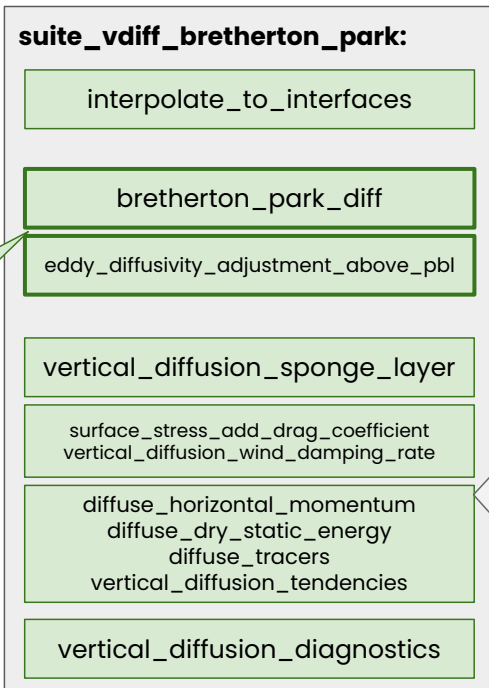 suite_vdiff_bretherton_park:
interpolate_to_interfaces
bretherton_park_diff
eddy_diffusivity_adjustment_above_pbl
vertical_diffusion_sponge_layer
surface_stress_add_drag_coefficient
vertical_diffusion_wind_damping_rate
diffuse_horizontal_momentum
diffuse_dry_static_energy
diffuse_tracers
vertical_diffusion_tendencies
vertical_diffusion_diagnostics